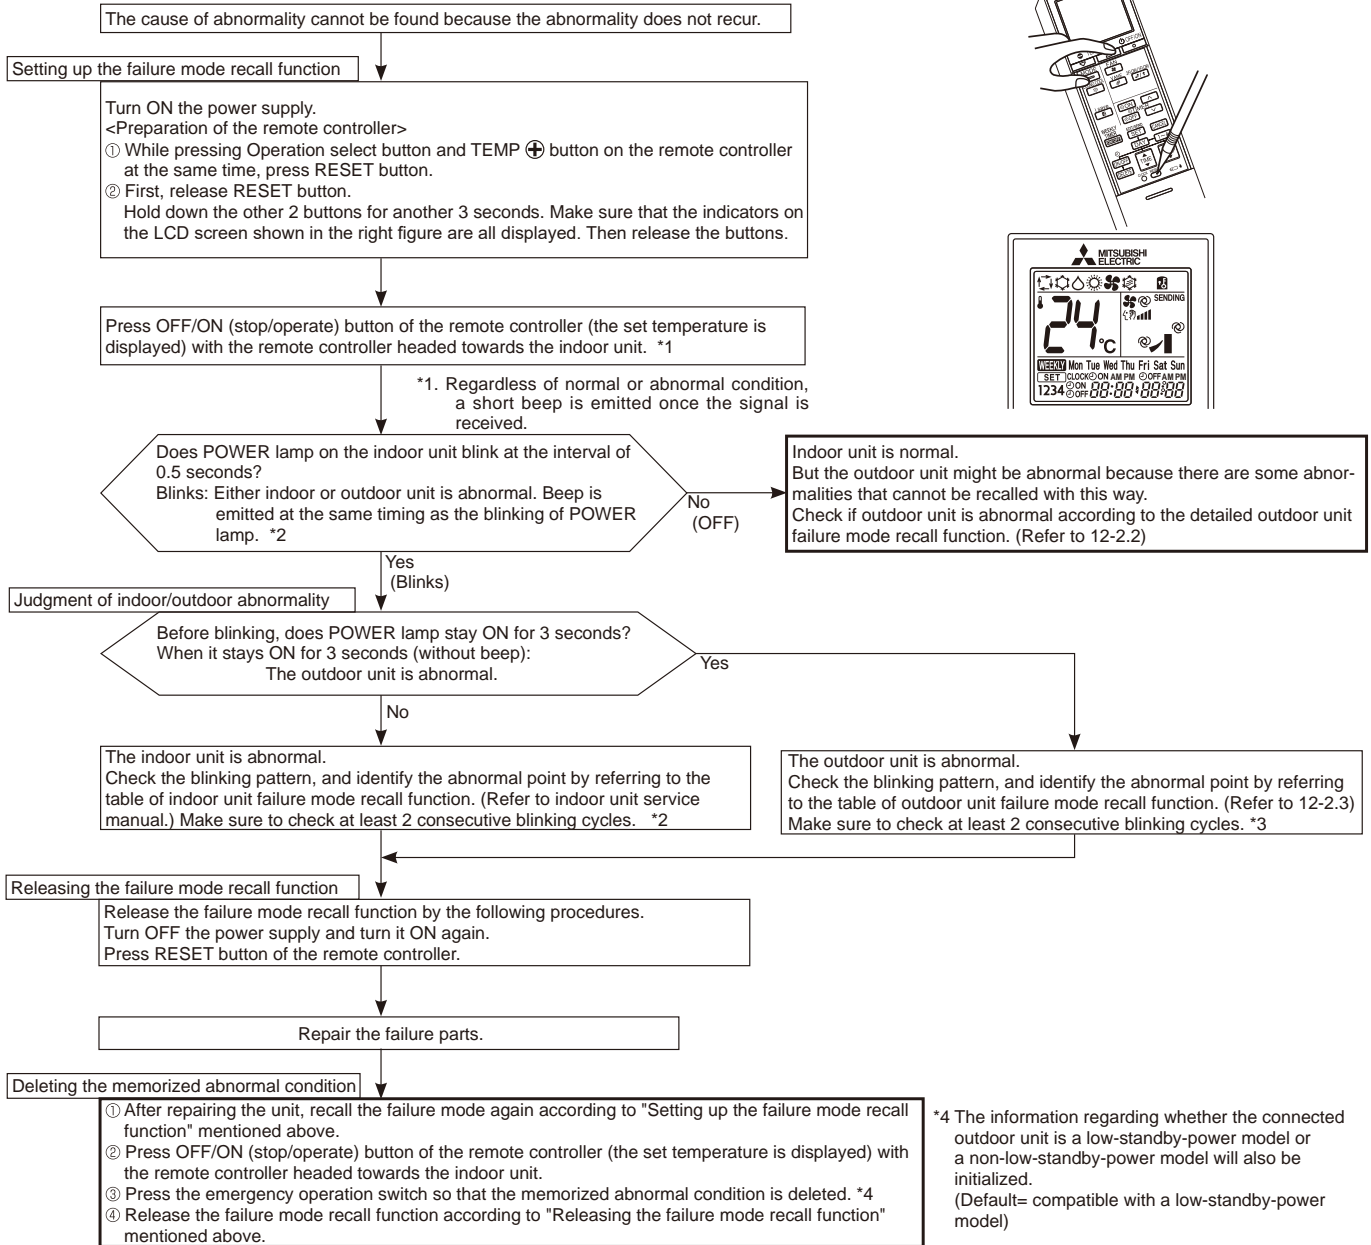 The cause of abnormality cannot be found because the abnormality does not recur.
Setting up the failure mode recall function
Turn ON the power supply.
<Preparation of the remote controller>
① While pressing Operation select button and TEMP ⊕ button on the remote controller
at the same time, press RESET button.
② First, release RESET button.
Hold down the other 2 buttons for another 3 seconds. Make sure that the indicators on
the LCD screen shown in the right figure are all displayed. Then release the buttons.
MITSUBISHI
ELECTRIC
SENDING
24°C
WEEKLY Mon Tue Wed Thu Fri Sat Sun
SET CLOCK ON AM PM OFF AM PM
1234 ON OFF 88:88 88:88
Press OFF/ON (stop/operate) button of the remote controller (the set temperature is
displayed) with the remote controller headed towards the indoor unit. *1
*1. Regardless of normal or abnormal condition,
a short beep is emitted once the signal is
received.
Does POWER lamp on the indoor unit blink at the interval of
0.5 seconds?
Blinks: Either indoor or outdoor unit is abnormal. Beep is
emitted at the same timing as the blinking of POWER
lamp. *2
No
(OFF)
Indoor unit is normal.
But the outdoor unit might be abnormal because there are some abnor-
malities that cannot be recalled with this way.
Check if outdoor unit is abnormal according to the detailed outdoor unit
failure mode recall function. (Refer to 12-2.2)
Yes
(Blinks)
Judgment of indoor/outdoor abnormality
Before blinking, does POWER lamp stay ON for 3 seconds?
When it stays ON for 3 seconds (without beep):
The outdoor unit is abnormal.
Yes
No
The indoor unit is abnormal.
Check the blinking pattern, and identify the abnormal point by referring to the
table of indoor unit failure mode recall function. (Refer to indoor unit service
manual.) Make sure to check at least 2 consecutive blinking cycles. *2
The outdoor unit is abnormal.
Check the blinking pattern, and identify the abnormal point by referring
to the table of outdoor unit failure mode recall function. (Refer to 12-2.3)
Make sure to check at least 2 consecutive blinking cycles. *3
Releasing the failure mode recall function
Release the failure mode recall function by the following procedures.
Turn OFF the power supply and turn it ON again.
Press RESET button of the remote controller.
Repair the failure parts.
Deleting the memorized abnormal condition
① After repairing the unit, recall the failure mode again according to "Setting up the failure mode recall
function" mentioned above.
② Press OFF/ON (stop/operate) button of the remote controller (the set temperature is displayed) with
the remote controller headed towards the indoor unit.
③ Press the emergency operation switch so that the memorized abnormal condition is deleted. *4
④ Release the failure mode recall function according to "Releasing the failure mode recall function"
mentioned above.
*4 The information regarding whether the connected
outdoor unit is a low-standby-power model or
a non-low-standby-power model will also be
initialized.
(Default= compatible with a low-standby-power
model)